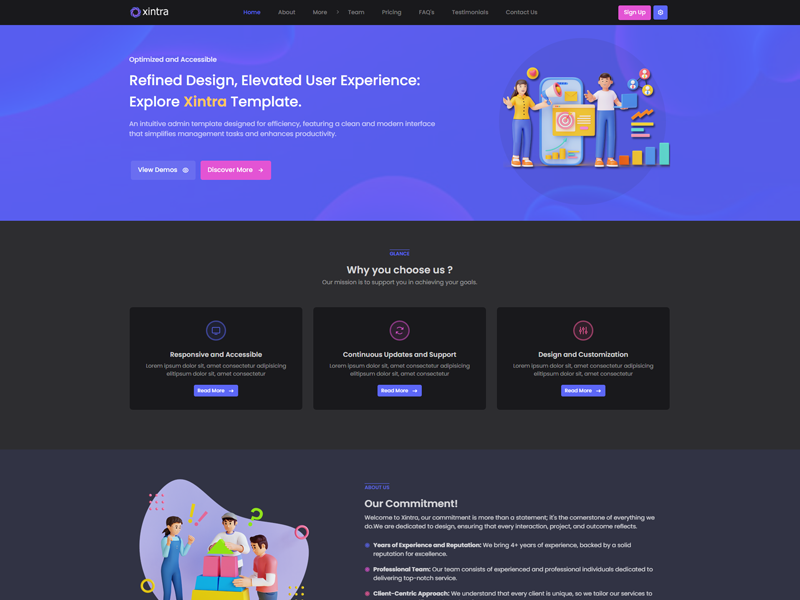 xintra
Home About More Team Pricing FAQ's Testimonials Contact Us
Sign Up
Optimized and Accessible
Refined Design, Elevated User Experience:
Explore Xintra Template.
An intuitive admin template designed for efficiency, featuring a clean and modern interface
that simplifies management tasks and enhances productivity.
View Demos
Discover More
GLANCE
Why you choose us ?
Our mission is to support you in achieving your goals.
Responsive and Accessible
Lorem ipsum dolor sit, amet consectetur adipisicing
elitipsum dolor sit, amet consectetur
Read More
Continuous Updates and Support
Lorem ipsum dolor sit, amet consectetur adipisicing
elitipsum dolor sit, amet consectetur
Read More
Design and Customization
Lorem ipsum dolor sit, amet consectetur adipisicing
elitipsum dolor sit, amet consectetur
Read More
ABOUT US
Our Commitment!
Welcome to Xintra, our commitment is more than a statement; it's the cornerstone of everything we
do.We are dedicated to design, ensuring that every interaction, project, and outcome reflects.
Years of Experience and Reputation: We bring 4+ years of experience, backed by a solid
reputation for excellence.
Professional Team: Our team consists of experienced and professional individuals dedicated to
delivering top-notch service.
Client-Centric Approach: We understand that every client is unique, so we tailor our services to